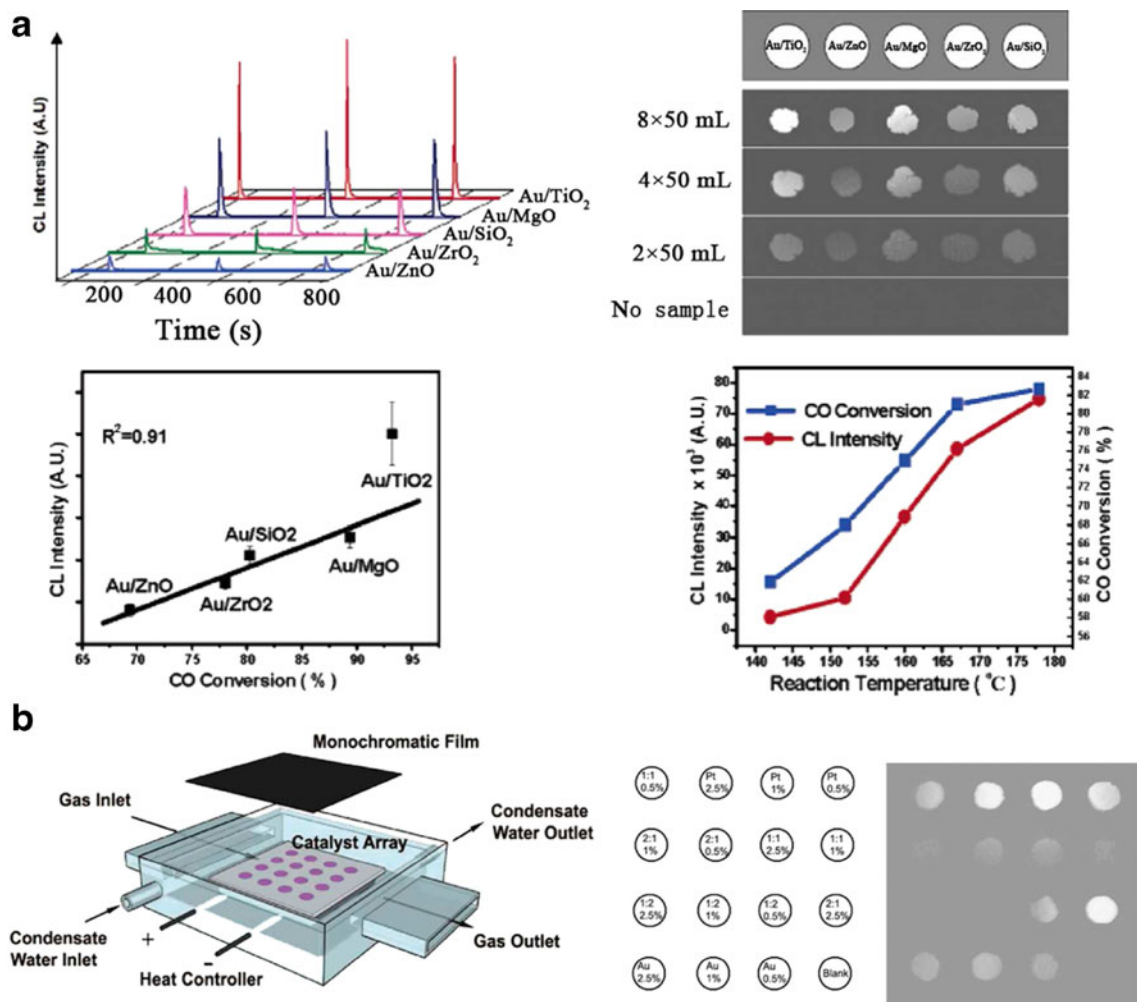 a
CL Intensity (A.U)
Au/TiO2
Au/MgO
Au/SiO2
Au/ZrO2
Au/ZnO
200 400 600 800
Time (s)
Au/TiO2 Au/ZnO Au/MgO Au/ZrO2 Au/SiO2
8×50 mL
4×50 mL
2×50 mL
No sample
CL Intensity (A.U.)
R2=0.91
Au/TiO2
Au/SiO2
Au/MgO
Au/ZnO
Au/ZrO2
65 70 75 80 85 90 95
CO Conversion ( % )
CL Intensity x 103 (A.U.)
80
70
60
50
40
30
20
10
0
CO Conversion
CL Intensity
84
82
80
78
76
74
72
70
68
66
64
62
60
58
56
CO Conversion ( % )
140 145 150 155 160 165 170 175 180
Reaction Temperature ( °C)
b
Monochromatic Film
Gas Inlet
Condensate
Water Outlet
Catalyst Array
Condensate
Water Inlet
+
–
Heat Controller
Gas Outlet
1:1 Pt Pt Pt
0.5% 2.5% 1% 0.5%
2:1 2:1 1:1 1:1
1% 0.5% 2.5% 1%
1:2 1:2 1:2 2:1
2.5% 1% 0.5% 2.5%
Au Au Au Blank
2.5% 1% 0.5%